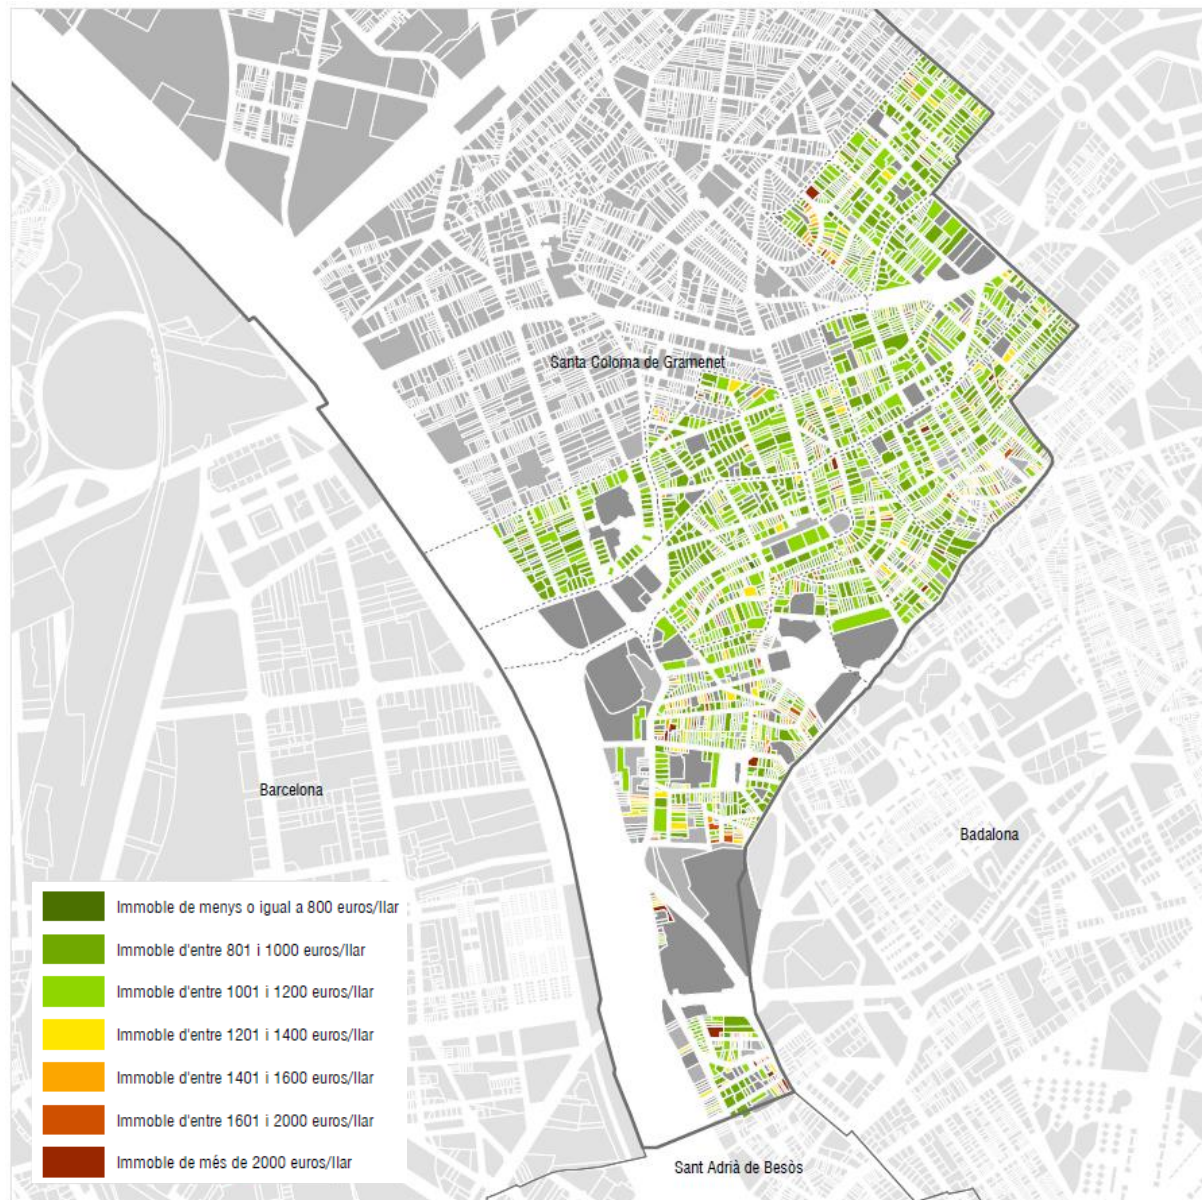 Santa Coloma de Gramenet
Barcelona
Badalona
Immoble de menys o igual a 800 euros/llar
Immoble d'entre 801 i 1000 euros/llar
Immoble d'entre 1001 i 1200 euros/llar
Immoble d'entre 1201 i 1400 euros/llar
Immoble d'entre 1401 i 1600 euros/llar
Immoble d'entre 1601 i 2000 euros/llar
Immoble de més de 2000 euros/llar
Sant Adrià de Besòs